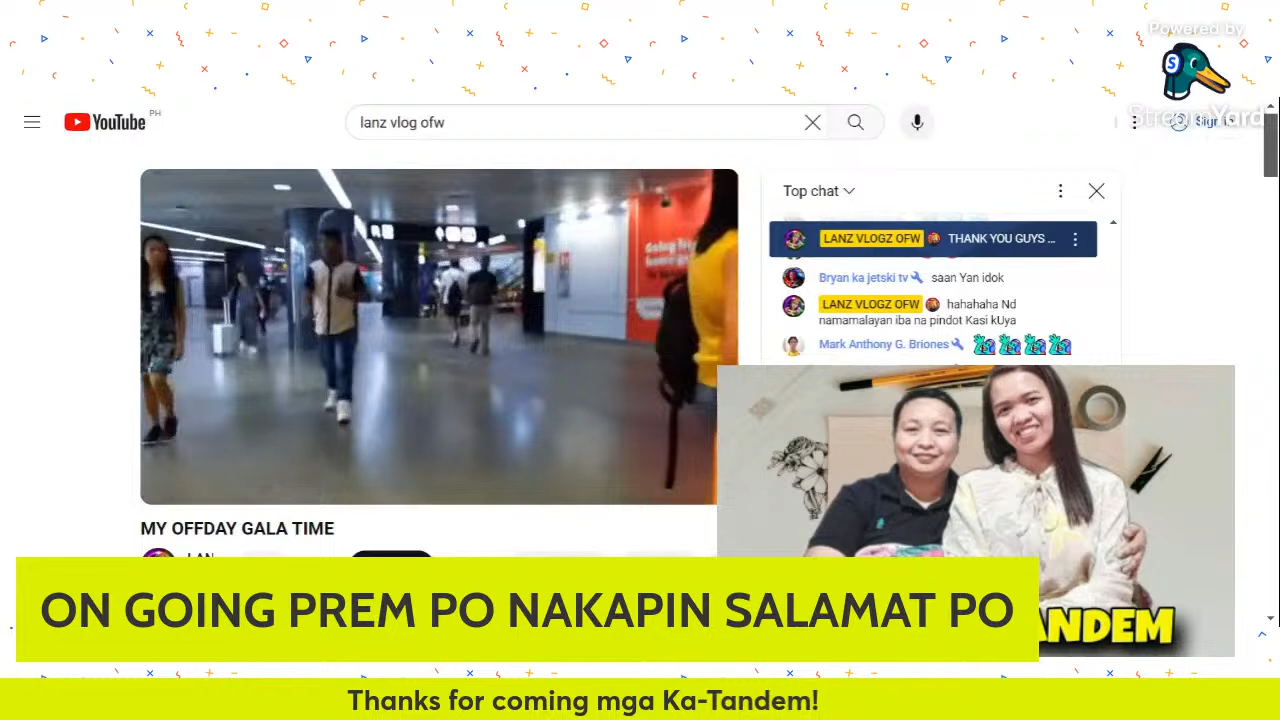 Powered by
StreamYard
YouTube PH
lanz vlog ofw
Sign in
Top chat
LANZ VLOGZ OFW THANK YOU GUYS ...
Bryan ka jetski tv saan Yan idok
LANZ VLOGZ OFW hahahaha Nd
namamalayan iba na pindot Kasi kUya
Mark Anthony G. Briones
MY OFFDAY GALA TIME
ON GOING PREM PO NAKAPIN SALAMAT PO
ANDEM
Thanks for coming mga Ka-Tandem!